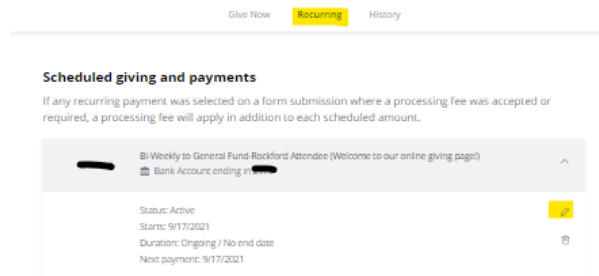 Give Now Recurring History
Scheduled giving and payments
If any recurring payment was selected on a form submission where a processing fee was accepted or
required, a processing fee will apply in addition to each scheduled amount.
Bi-Weekly to General Fund-Rockford Attendee (Welcome to our online giving page!)
Bank Account ending in
Status: Active
Starts: 9/17/2021
Duration: Ongoing / No end date
Next payment: 9/17/2021